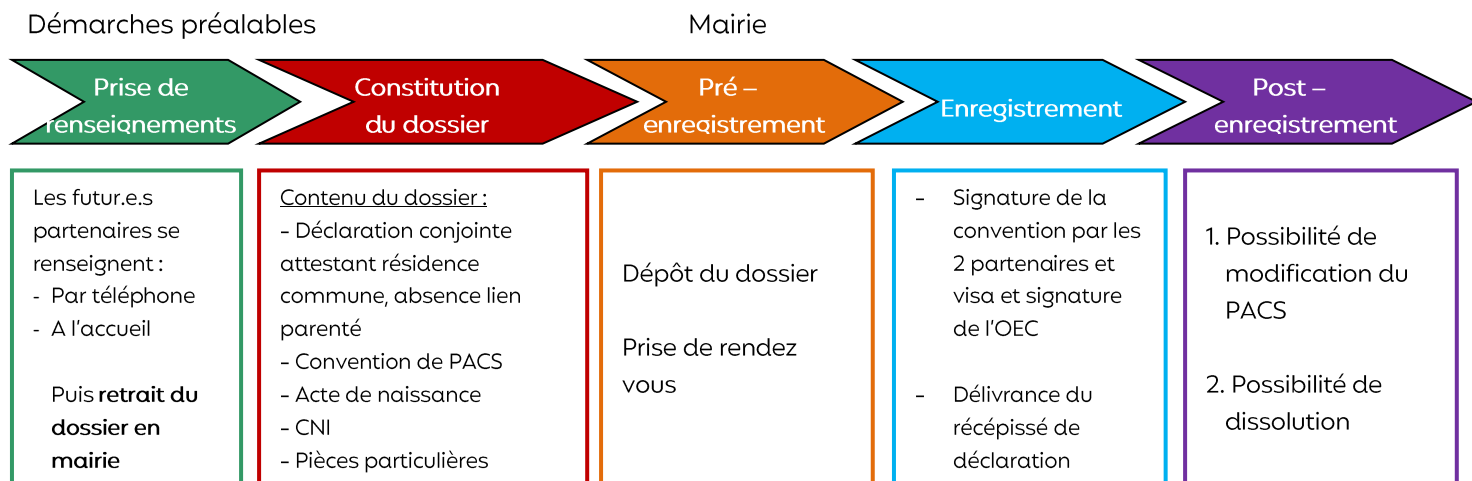 Démarches préalables
Mairie
Prise de
renseignements
Constitution
du dossier
Pré –
enregistrement
Enregistrement
Post –
enregistrement
Les futur.e.s
partenaires se
renseignent :
- Par téléphone
- A l'accueil
Puis retrait du
dossier en
mairie
Contenu du dossier :
- Déclaration conjointe
attestant résidence
commune, absence lien
parenté
- Convention de PACS
- Acte de naissance
- CNI
- Pièces particulières
Dépôt du dossier
Prise de rendez
vous
- Signature de la
convention par les
2 partenaires et
visa et signature
de l'OEC
- Délivrance du
récépissé de
déclaration
1. Possibilité de
modification du
PACS
2. Possibilité de
dissolution